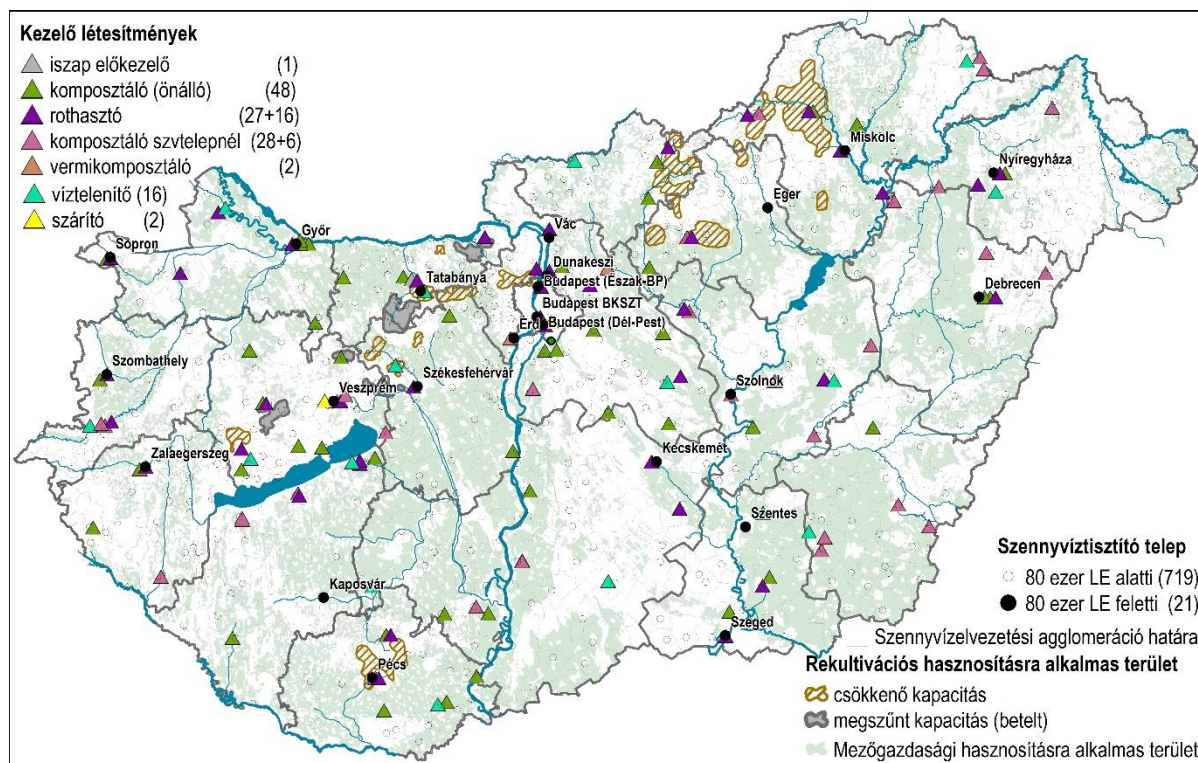 Kezelő létesítmények
iszap előkezelő (1)
komposztáló (önálló) (48)
rothasztó (27+16)
komposztáló szvtelepnél (28+6)
vermikomposztáló (2)
víztelenítő (16)
szárító (2)
Miskolc
Nyíregyháza
Eger
Vác
Győr
Sopron
Dunakeszi
Tatabánya
Budapest (Észak-BP)
Debrecen
Budapest BKSZT
Érd
Budapest (Dél-Pest)
Szombathely
Székesfehérvár
Veszprém
Szolnok
Zalaegerszeg
Kecskemét
Szentes
Kaposvár
Szeged
Pécs
Szennyvíztisztító telep
80 ezer LE alatti (719)
80 ezer LE feletti (21)
Szennyvízelvezetési agglomeráció határa
Rekultivációs hasznosításra alkalmas terület
csökkenő kapacitás
megszűnt kapacitás (betelt)
Mezőgazdasági hasznosításra alkalmas terület